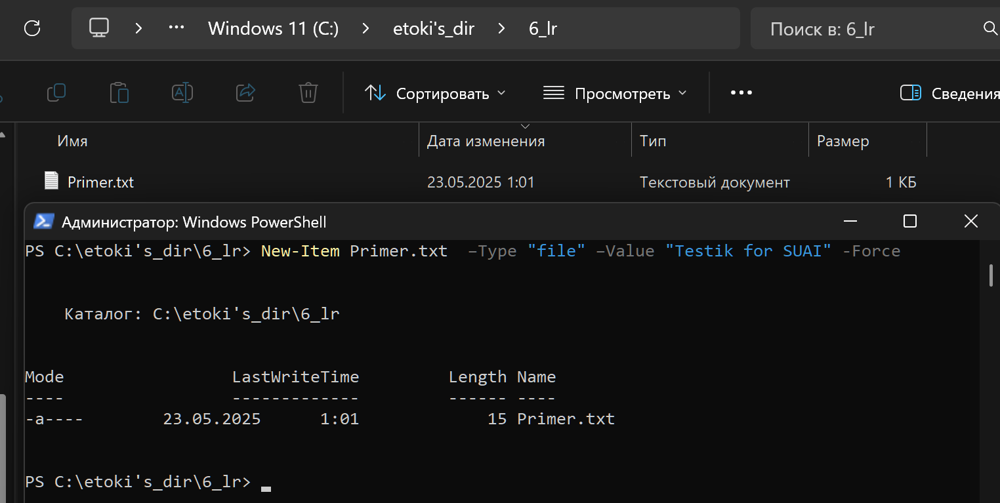 Windows 11 (C:) etoki's_dir 6_lr Поиск в: 6_lr
Сортировать Просмотреть ••• Сведения
Имя Дата изменения Тип Размер
Primer.txt 23.05.2025 1:01 Текстовый документ 1 КБ
Администратор: Windows PowerShell
PS C:\etoki's_dir\6_lr> New-Item Primer.txt –Type "file" –Value "Testik for SUAI" -Force
Каталог: C:\etoki's_dir\6_lr
Mode LastWriteTime Length Name
---- ------------- ------ ----
-a---- 23.05.2025 1:01 15 Primer.txt
PS C:\etoki's_dir\6_lr>